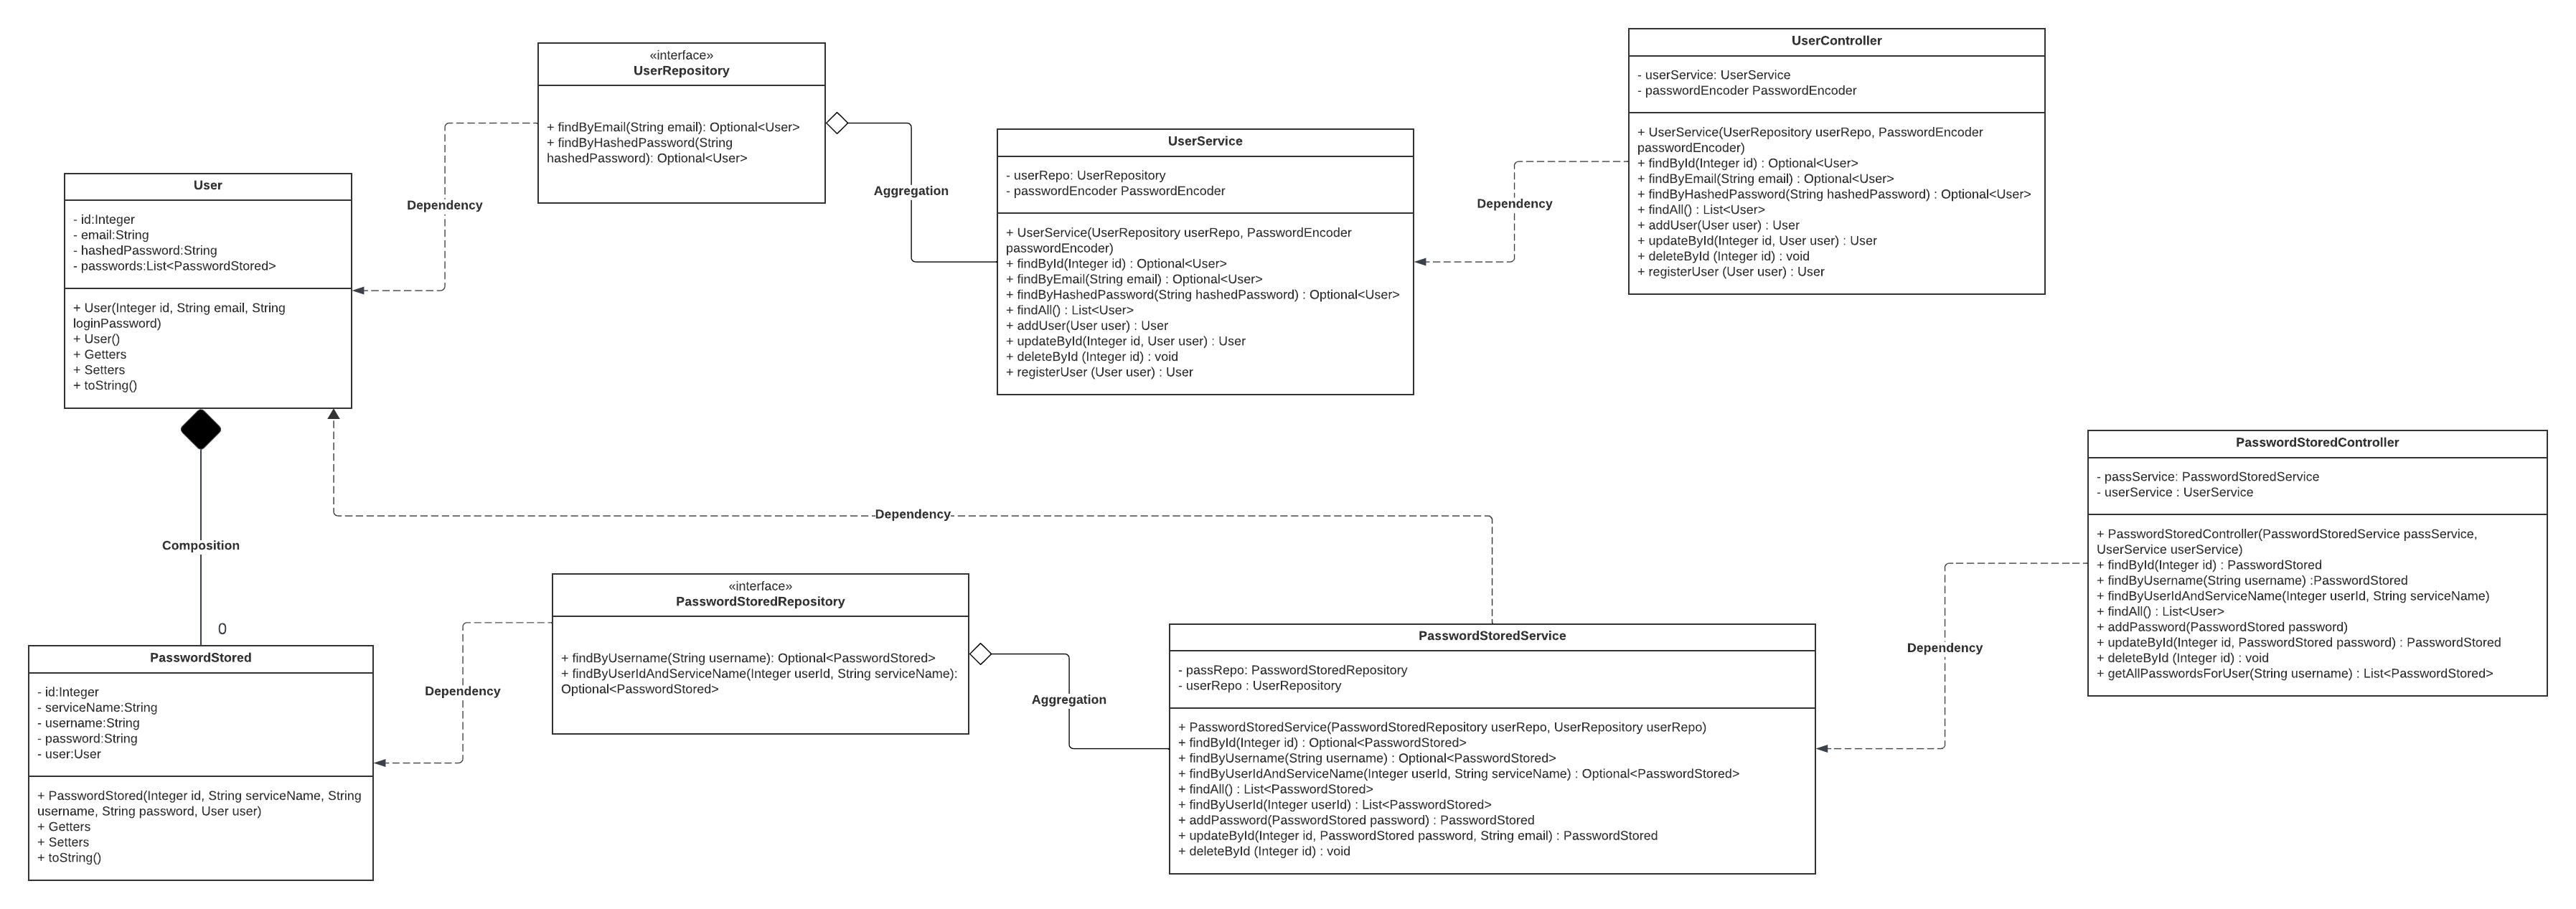 «interface»
UserRepository
+ findByEmail(String email): Optional<User>
+ findByHashedPassword(String
hashedPassword): Optional<User>
UserController
- userService: UserService
- passwordEncoder PasswordEncoder
+ UserService(UserRepository userRepo, PasswordEncoder
passwordEncoder)
+ findById(Integer id) : Optional<User>
+ findByEmail(String email) : Optional<User>
+ findByHashedPassword(String hashedPassword) : Optional<User>
+ findAll() : List<User>
+ addUser(User user) : User
+ updateById(Integer id, User user) : User
+ deleteById (Integer id) : void
+ registerUser (User user) : User
UserService
- userRepo: UserRepository
- passwordEncoder PasswordEncoder
+ UserService(UserRepository userRepo, PasswordEncoder
passwordEncoder)
+ findById(Integer id) : Optional<User>
+ findByEmail(String email) : Optional<User>
+ findByHashedPassword(String hashedPassword) : Optional<User>
+ findAll() : List<User>
+ addUser(User user) : User
+ updateById(Integer id, User user) : User
+ deleteById (Integer id) : void
+ registerUser (User user) : User
User
- id:Integer
- email:String
- hashedPassword:String
- passwords:List<PasswordStored>
+ User(Integer id, String email, String
loginPassword)
+ User()
+ Getters
+ Setters
+ toString()
Dependency
Aggregation
Dependency
Dependency
Composition
0
PasswordStored
- id:Integer
- serviceName:String
- username:String
- password:String
- user:User
+ PasswordStored(Integer id, String serviceName, String
username, String password, User user)
+ Getters
+ Setters
+ toString()
Dependency
«interface»
PasswordStoredRepository
+ findByUsername(String username): Optional<PasswordStored>
+ findByUserIdAndServiceName(Integer userId, String serviceName):
Optional<PasswordStored>
Aggregation
PasswordStoredService
- passRepo: PasswordStoredRepository
- userRepo : UserRepository
+ PasswordStoredService(PasswordStoredRepository userRepo, UserRepository userRepo)
+ findById(Integer id) : Optional<PasswordStored>
+ findByUsername(String username) : Optional<PasswordStored>
+ findByUserIdAndServiceName(Integer userId, String serviceName) : Optional<PasswordStored>
+ findAll() : List<PasswordStored>
+ findByUserId(Integer userId) : List<PasswordStored>
+ addPassword(PasswordStored password) : PasswordStored
+ updateById(Integer id, PasswordStored password, String email) : PasswordStored
+ deleteById (Integer id) : void
Dependency
PasswordStoredController
- passService: PasswordStoredService
- userService : UserService
+ PasswordStoredController(PasswordStoredService passService,
UserService userService)
+ findById(Integer id) : PasswordStored
+ findByUsername(String username) :PasswordStored
+ findByUserIdAndServiceName(Integer userId, String serviceName)
+ findAll() : List<User>
+ addPassword(PasswordStored password)
+ updateById(Integer id, PasswordStored password) : PasswordStored
+ deleteById (Integer id) : void
+ getAllPasswordsForUser(String username) : List<PasswordStored>